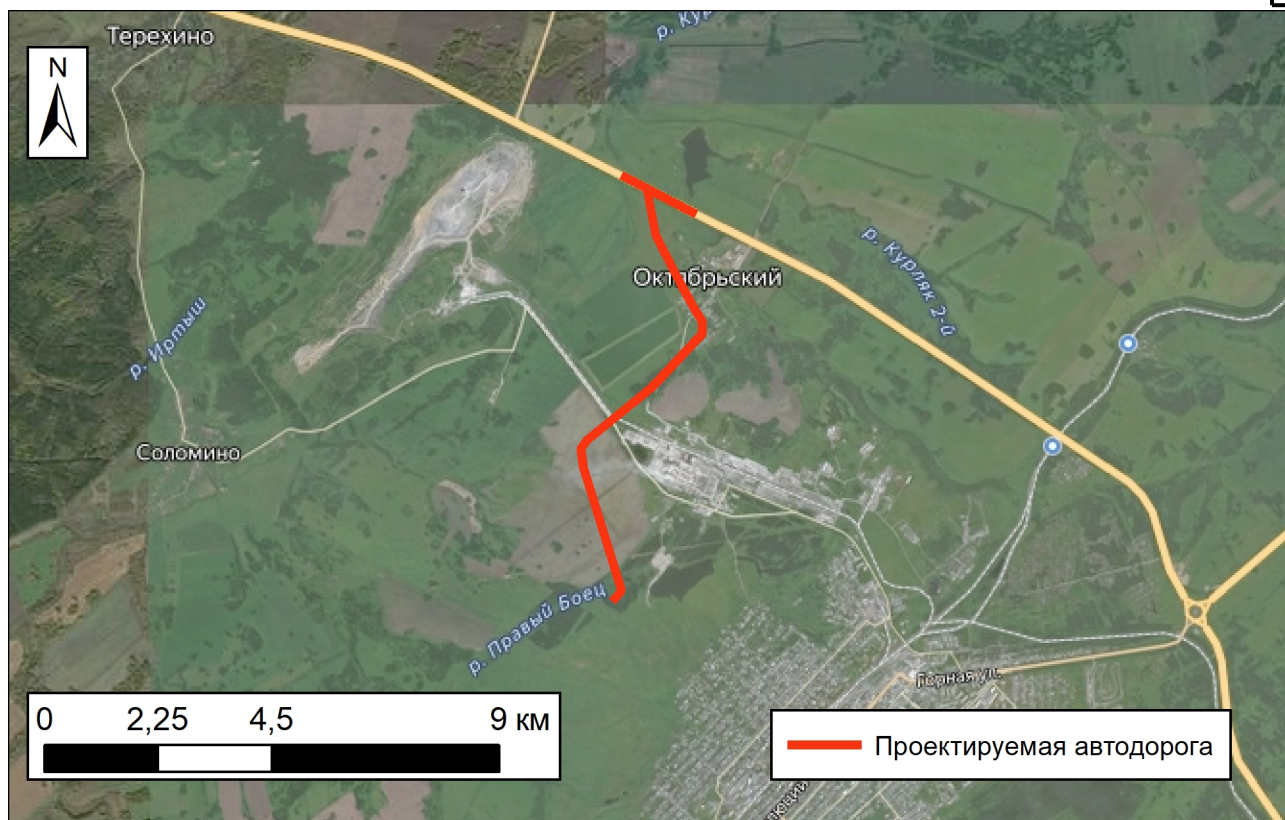 р. Кур
Терехино
N
р. Курляк 2-й
Октябрьский
р. Иртыш
Соломино
р. Правый Боец
Горная ул.
0 2,25 4,5 9 км
Проектируемая автодорога